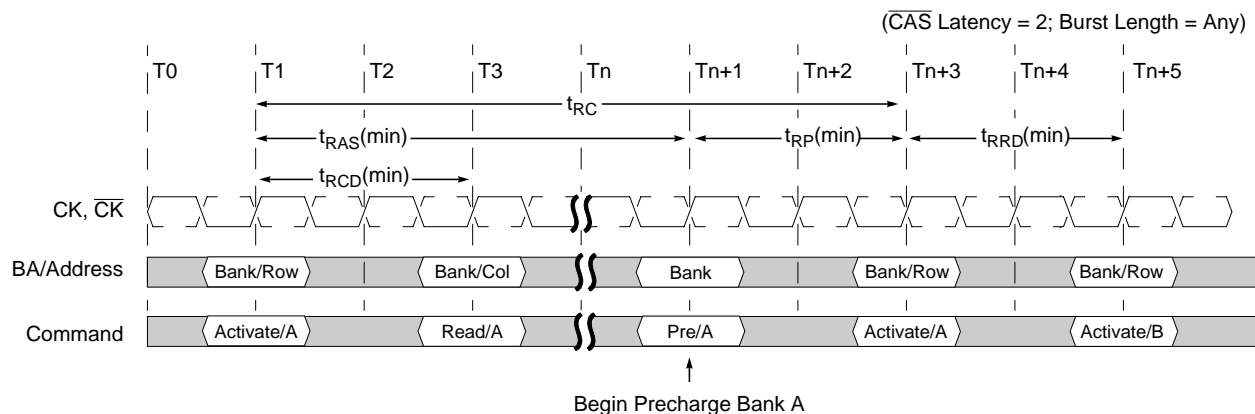 (CAS Latency = 2; Burst Length = Any)
T0 T1 T2 T3 Tn Tn+1 Tn+2 Tn+3 Tn+4 Tn+5
tRC
tRAS(min) tRP(min) tRRD(min)
tRCD(min)
CK, CK
BA/Address Bank/Row Bank/Col Bank Bank/Row Bank/Row
Command Activate/A Read/A Pre/A Activate/A Activate/B
Begin Precharge Bank A